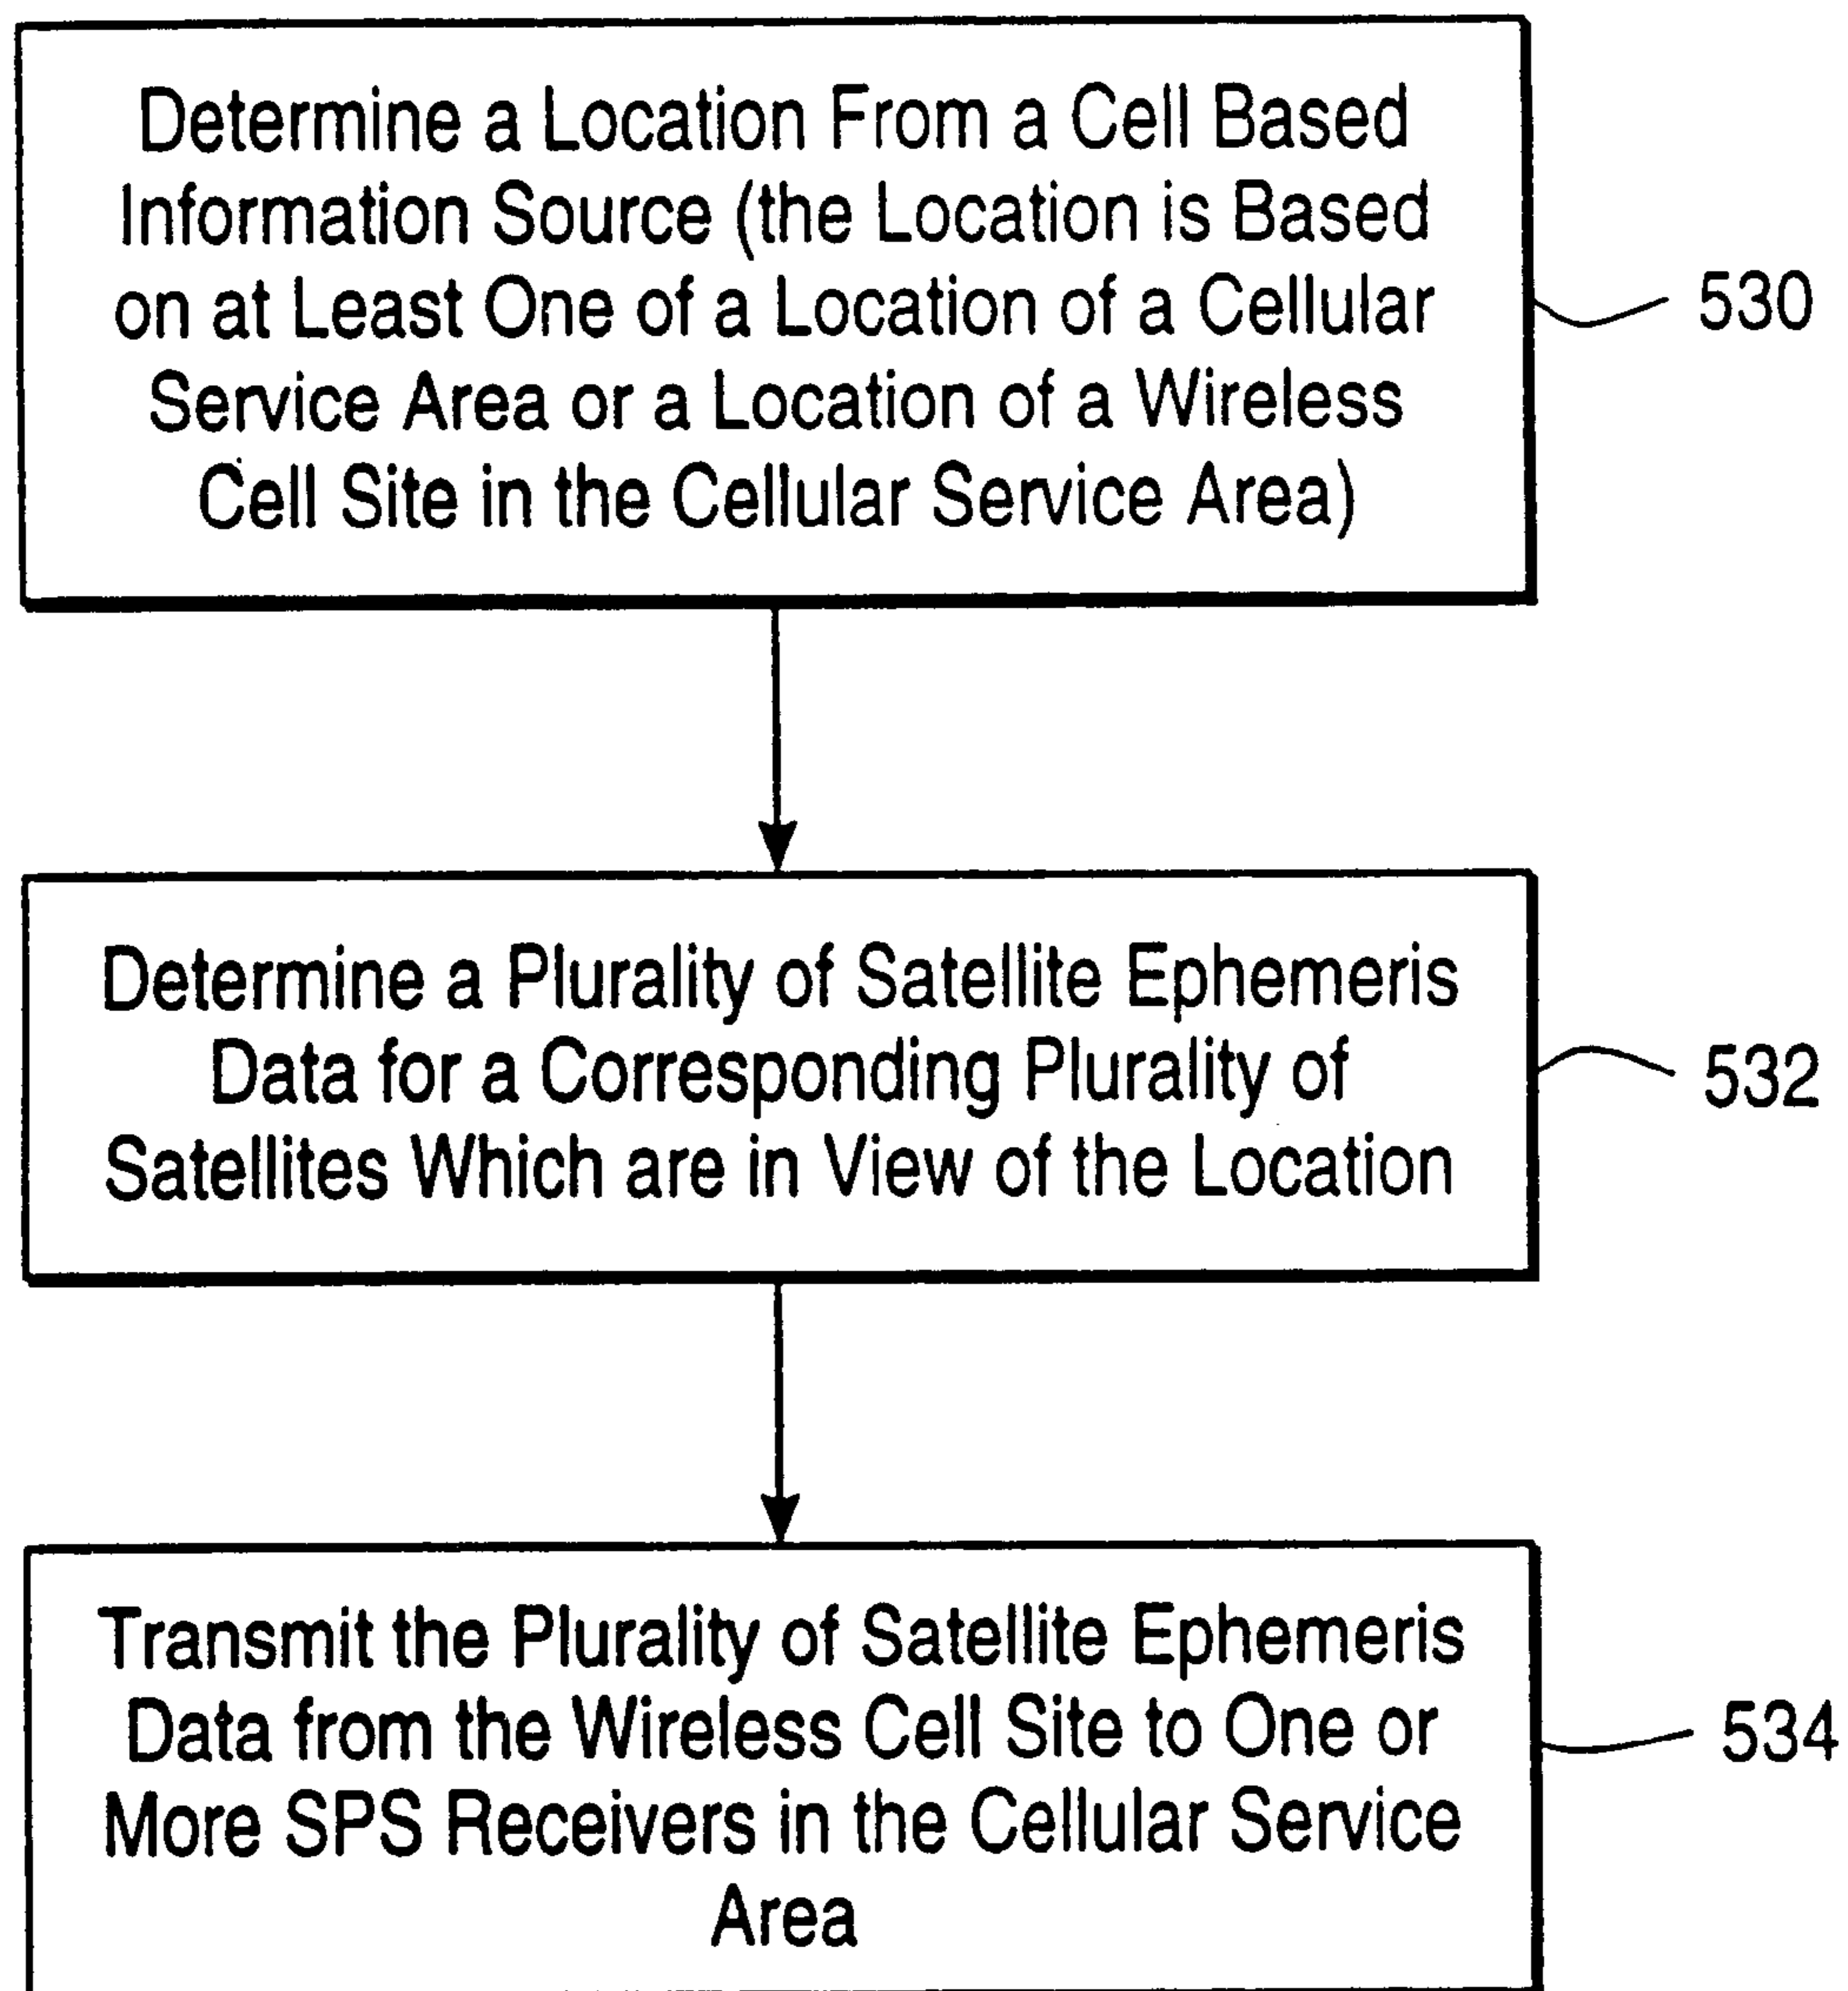 Determine a Location From a Cell Based
Information Source (the Location is Based
on at Least One of a Location of a Cellular
Service Area or a Location of a Wireless
Cell Site in the Cellular Service Area)
530
Determine a Plurality of Satellite Ephemeris
Data for a Corresponding Plurality of
Satellites Which are in View of the Location
532
Transmit the Plurality of Satellite Ephemeris
Data from the Wireless Cell Site to One or
More SPS Receivers in the Cellular Service
Area
534